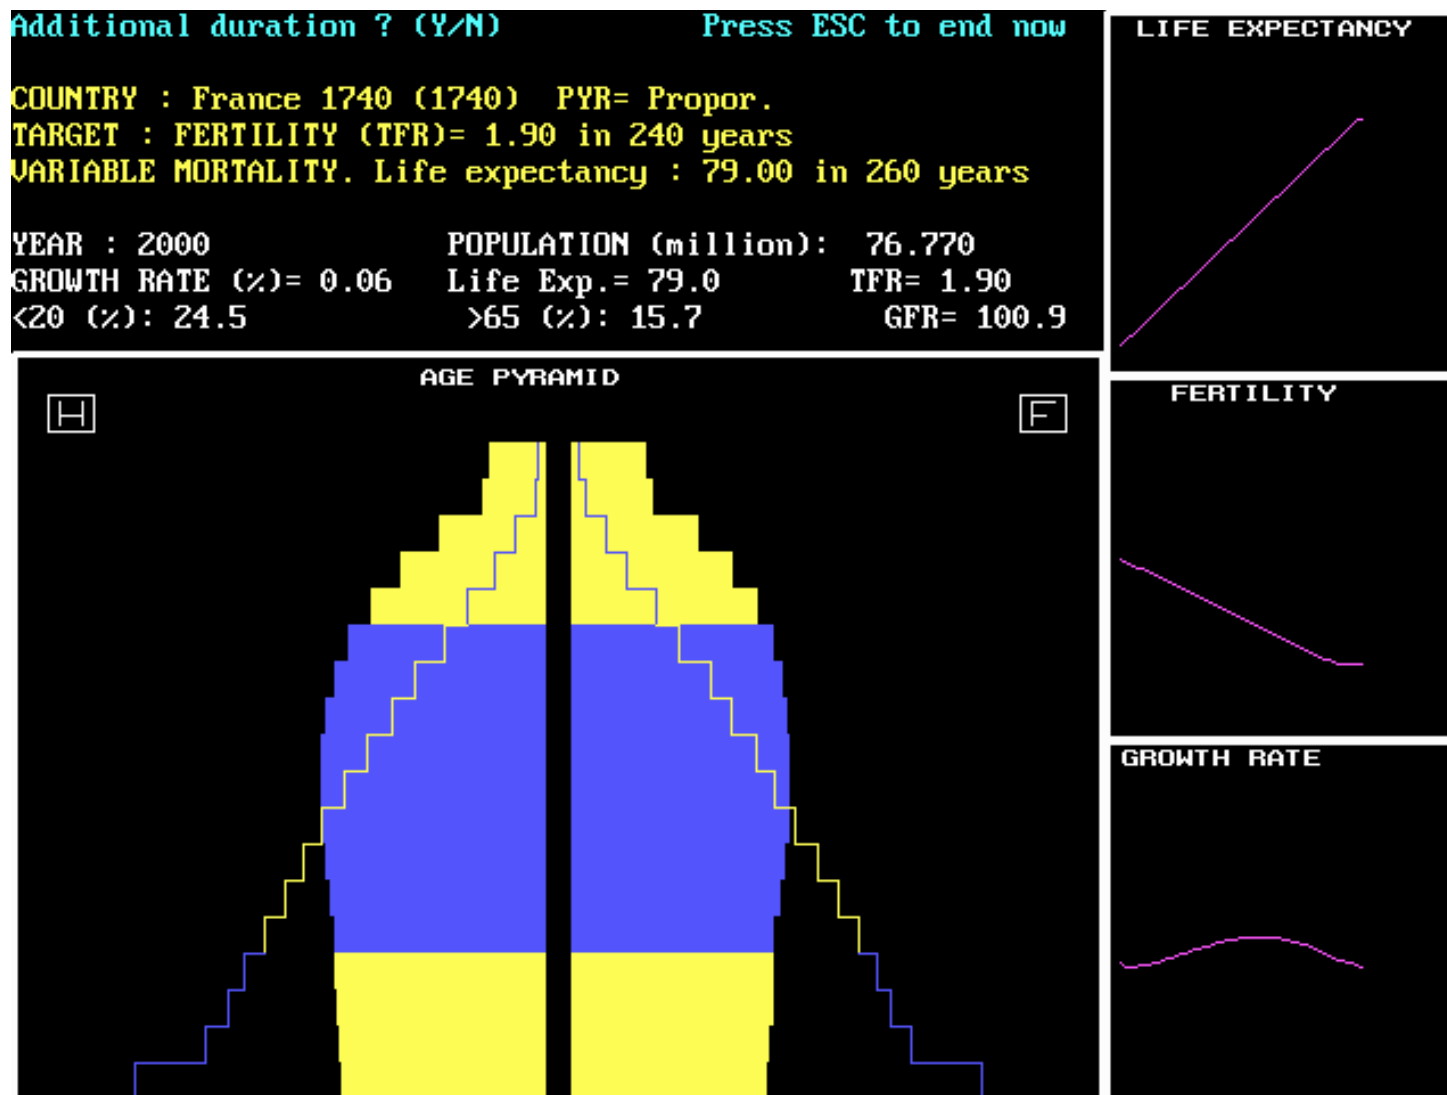 Additional duration ? (Y/N) Press ESC to end now
COUNTRY : France 1740 (1740) PYR= Propor.
TARGET : FERTILITY (TFR)= 1.90 in 240 years
VARIABLE MORTALITY. Life expectancy : 79.00 in 260 years
YEAR : 2000 POPULATION (million): 76.770
GROWTH RATE (%)= 0.06 Life Exp.= 79.0 TFR= 1.90
<20 (%): 24.5 >65 (%): 15.7 GFR= 100.9
AGE PYRAMID
H F
LIFE EXPECTANCY
FERTILITY
GROWTH RATE